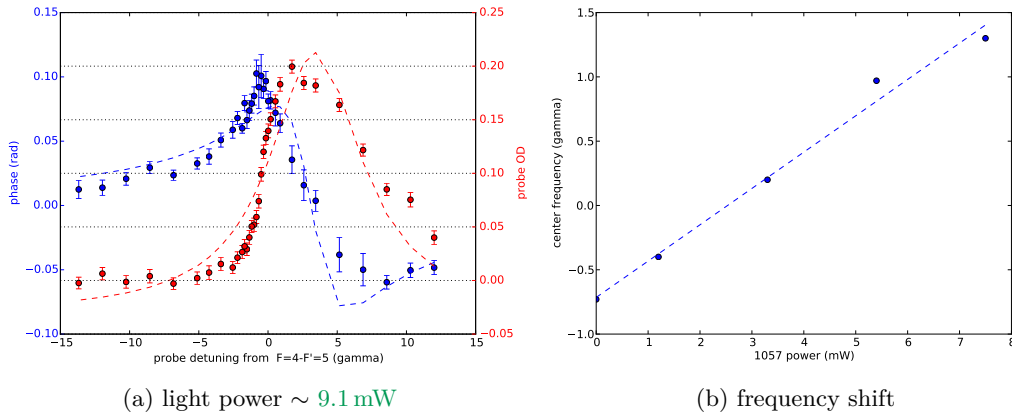 0.15
0.10
0.05
0.00
−0.05
−0.10
phase (rad)
0.25
0.20
0.15
0.10
0.05
0.00
−0.05
probe OD
−15 −10 −5 0 5 10 15
probe detuning from F=4-F'=5 (gamma)
(a) light power ∼ 9.1 mW
1.5
1.0
0.5
0.0
−0.5
−1.0
center frequency (gamma)
0 1 2 3 4 5 6 7 8
1057 power (mW)
(b) frequency shift